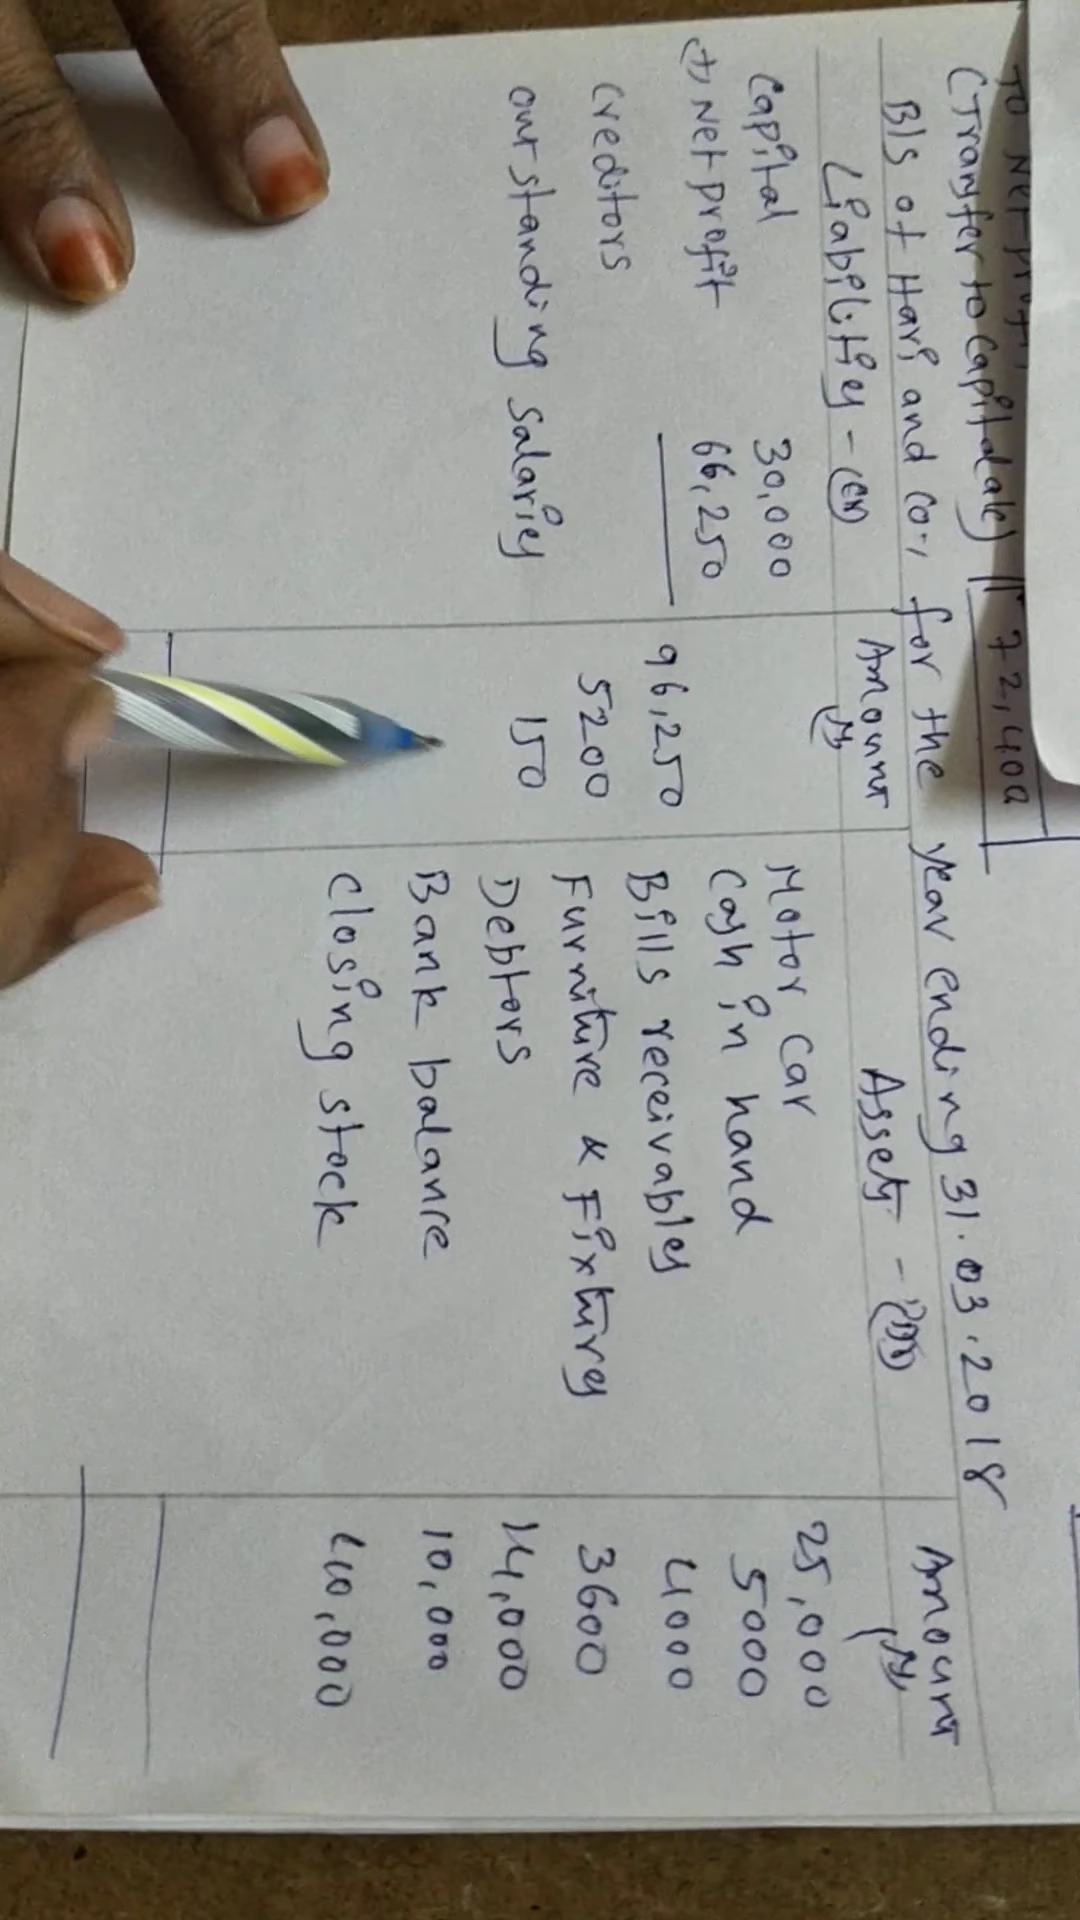 (Transfer to Capital a/c) 72,400
B/s of Hari and Co., for the year ending 31.03.2018
Liability - (CR) Amount Assety - (DR) Amount
Capital 30,000 Motor car 25,000
(+) Net profit 66,250 Cash in hand 5000
96,250 Bills receivables 4000
Creditors 5200 Furniture & Fixtures 3600
ourstanding salaries 150 Debtors 14,000
Bank balance 10,000
closing stock 40,000